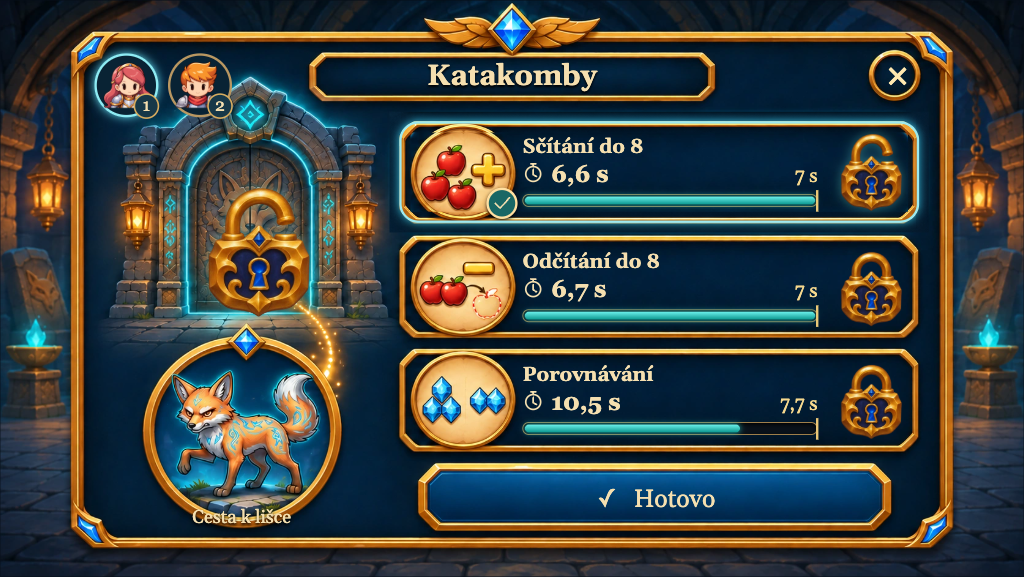 Katakomby
1
2
Sčítání do 8
6,6 s
7 s
Odčítání do 8
6,7 s
7 s
Porovnávání
10,5 s
7,7 s
Cesta k lišce
✓ Hotovo